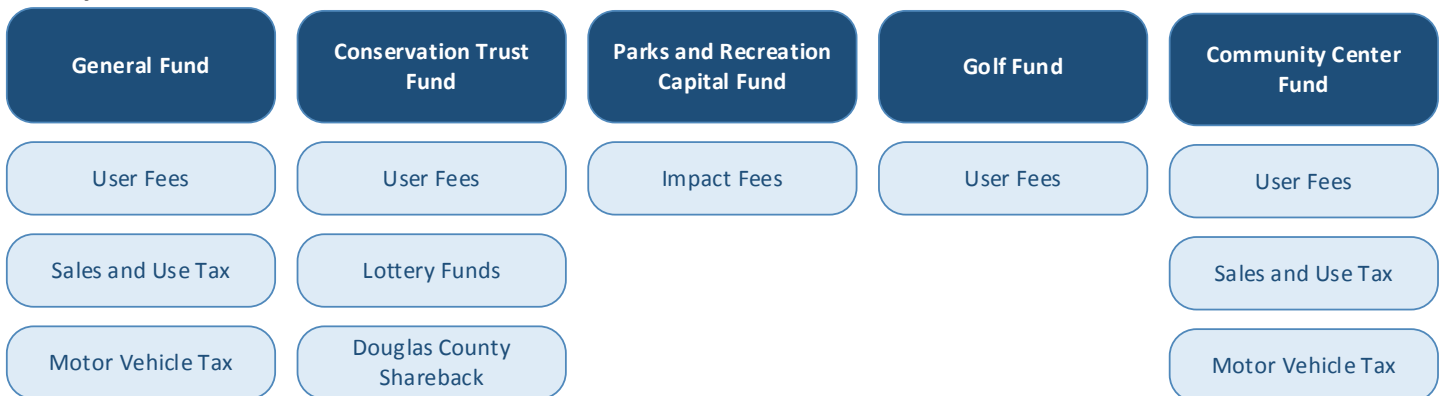 General Fund
Conservation Trust
Fund
Parks and Recreation
Capital Fund
Golf Fund
Community Center
Fund
User Fees
User Fees
Impact Fees
User Fees
User Fees
Sales and Use Tax
Lottery Funds
Sales and Use Tax
Motor Vehicle Tax
Douglas County
Shareback
Motor Vehicle Tax